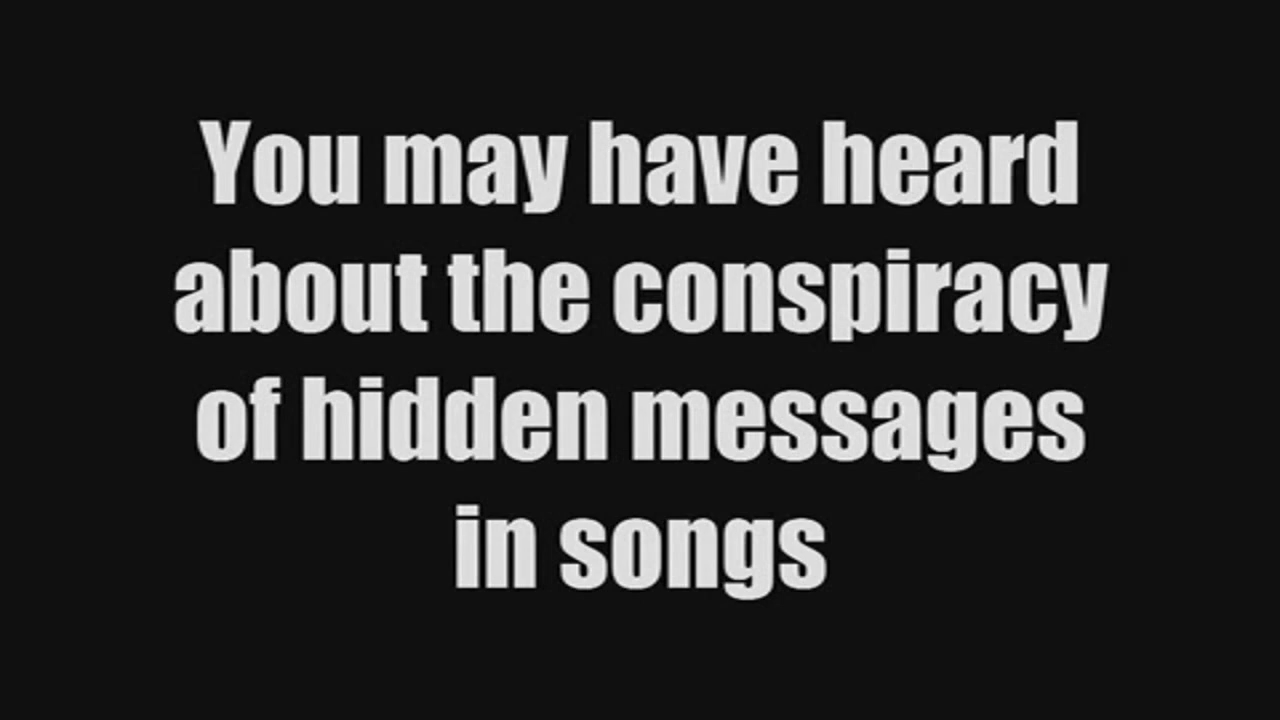 You may have heard
about the conspiracy
of hidden messages
in songs